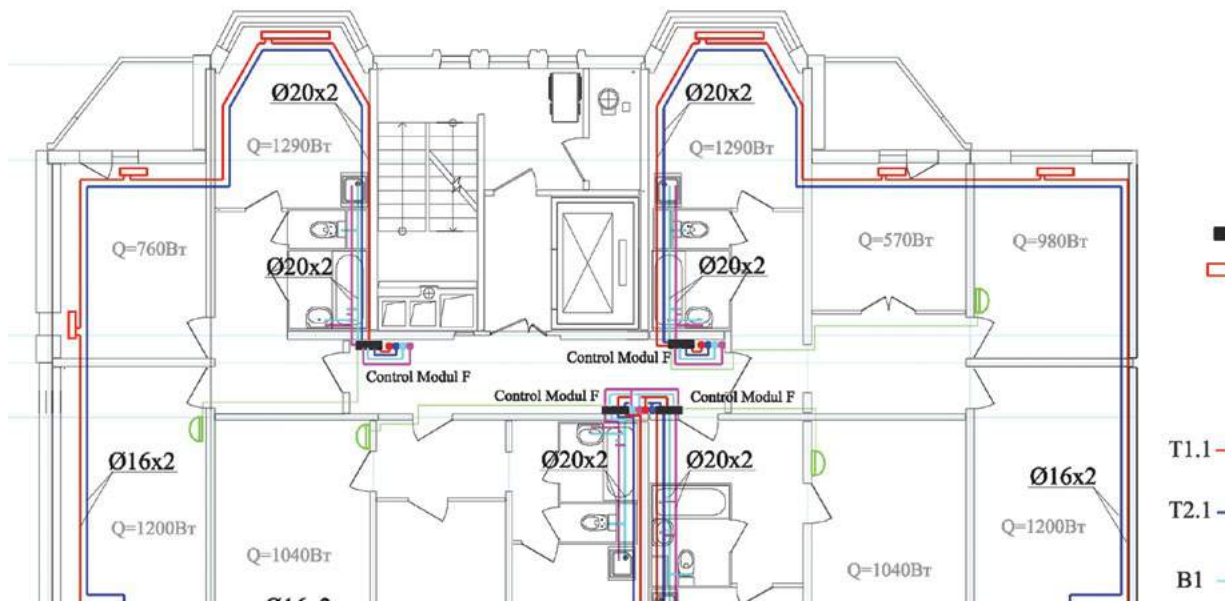 Ø20x2
Ø20x2
Q=1290Вт
Q=1290Вт
Q=760Вт
Q=570Вт
Q=980Вт
Ø20x2
Ø20x2
Control Modul F
Control Modul F
Control Modul F
Control Modul F
T1.1
Ø16x2
Ø20x2
Ø20x2
Ø16x2
T2.1
Q=1200Вт
Q=1200Вт
Q=1040Вт
Q=1040Вт
B1
Ø16x2